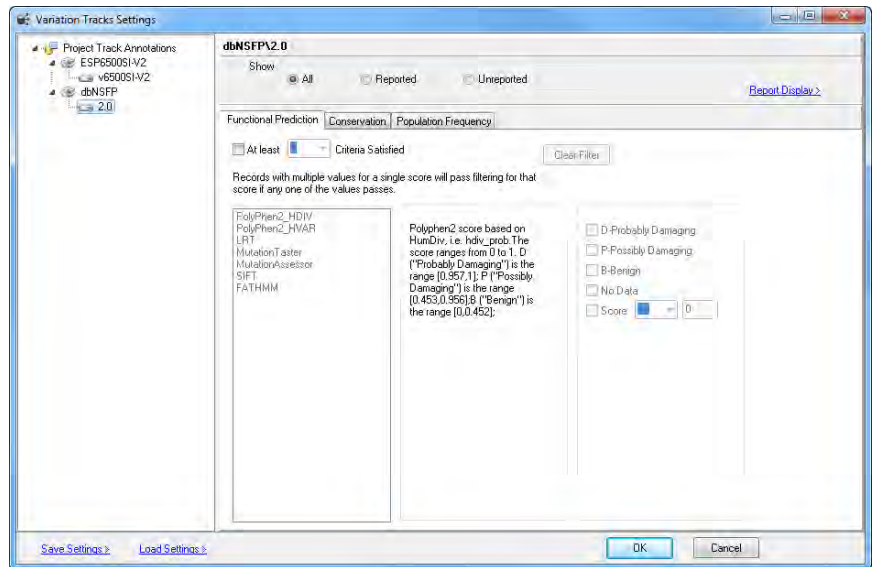 Variation Tracks Settings
Project Track Annotations
ESP6500SI-V2
v6500SI-V2
dbNSFP
2.0
dbNSFP\2.0
Show
All Reported Unreported
Report Display >
Functional Prediction Conservation Population Frequency
At least Criteria Satisfied
Clear Filter
Records with multiple values for a single score will pass filtering for that
score if any one of the values passes.
PolyPhen2_HDIV
PolyPhen2_HVAR
LRT
MutationTaster
MutationAssessor
SIFT
FATHMM
Polyphen2 score based on
HumDiv, i.e. hdiv_prob.The
score ranges from 0 to 1. D
("Probably Damaging") is the
range [0.957,1]; P ("Possibly
Damaging") is the range
[0.453,0.956];B ("Benign") is
the range [0,0.452];
D-Probably Damaging
P-Possibly Damaging
B-Benign
No Data
Score 0
Save Settings > Load Settings >
OK Cancel